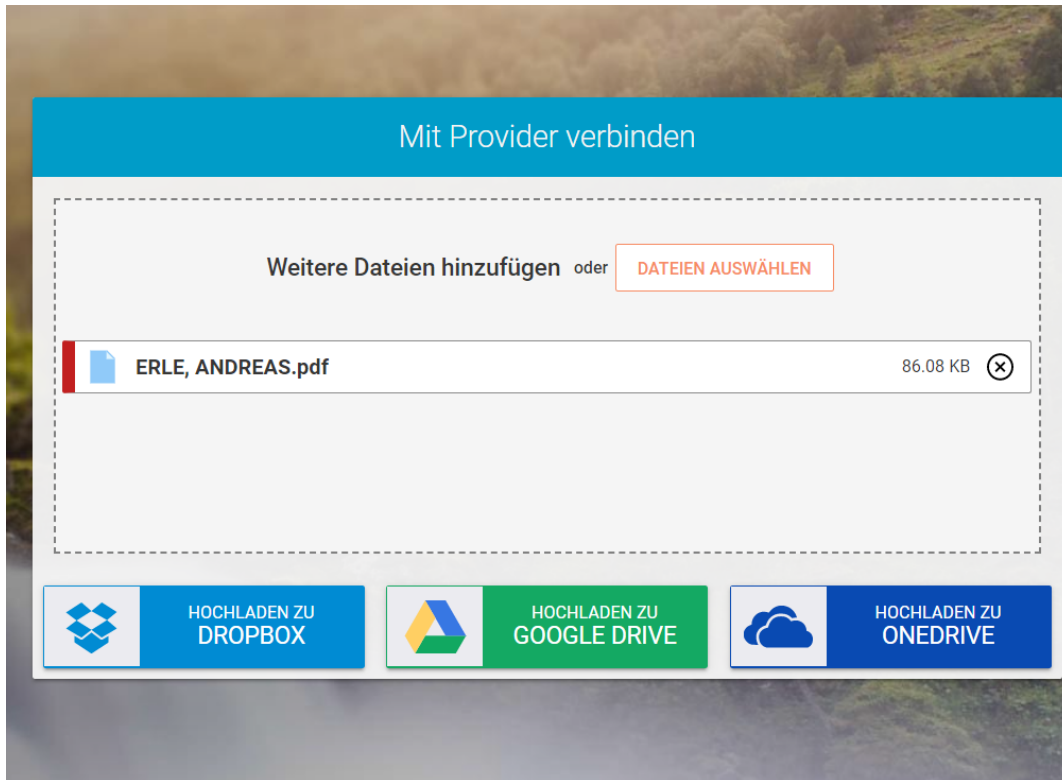 Mit Provider verbinden
Weitere Dateien hinzufügen oder DATEIEN AUSWÄHLEN
ERLE, ANDREAS.pdf 86.08 KB
HOCHLADEN ZU
DROPBOX
HOCHLADEN ZU
GOOGLE DRIVE
HOCHLADEN ZU
ONEDRIVE